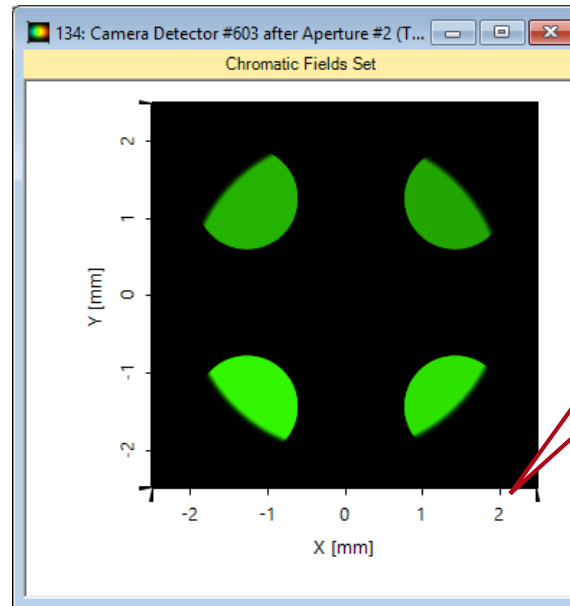 134: Camera Detector #603 after Aperture #2 (T...
Chromatic Fields Set
2
1
0
-1
-2
Y [mm]
-2 -1 0 1 2
X [mm]